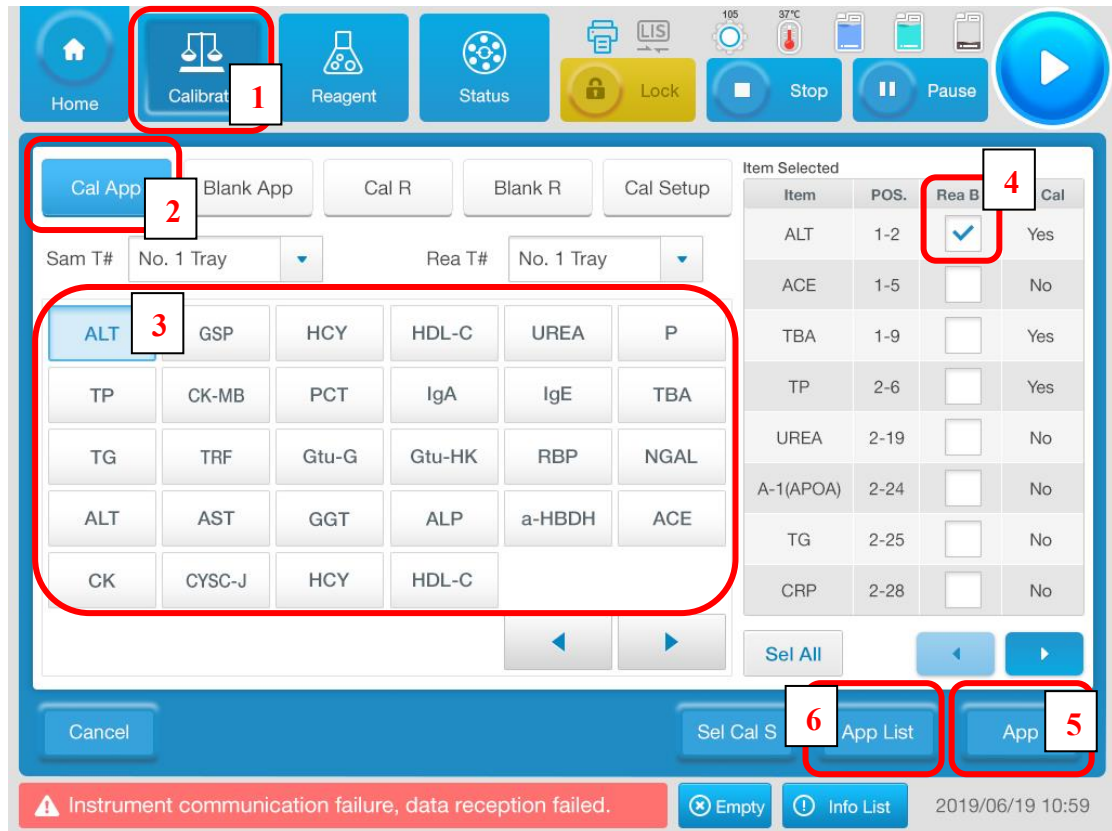 105 37°C
LIS
Home Calibrat 1 Reagent Status Lock Stop Pause
Cal App 2 Blank App Cal R Blank R Cal Setup
Sam T# No. 1 Tray Rea T# No. 1 Tray
3
ALT GSP HCY HDL-C UREA P
TP CK-MB PCT IgA IgE TBA
TG TRF Gtu-G Gtu-HK RBP NGAL
ALT AST GGT ALP a-HBDH ACE
CK CYSC-J HCY HDL-C
Item Selected
Item POS. Rea B 4 Cal
ALT 1-2 Yes
ACE 1-5 No
TBA 1-9 Yes
TP 2-6 Yes
UREA 2-19 No
A-1(APOA) 2-24 No
TG 2-25 No
CRP 2-28 No
Sel All
Cancel Sel Cal S 6 App List App 5
Instrument communication failure, data reception failed. Empty Info List 2019/06/19 10:59